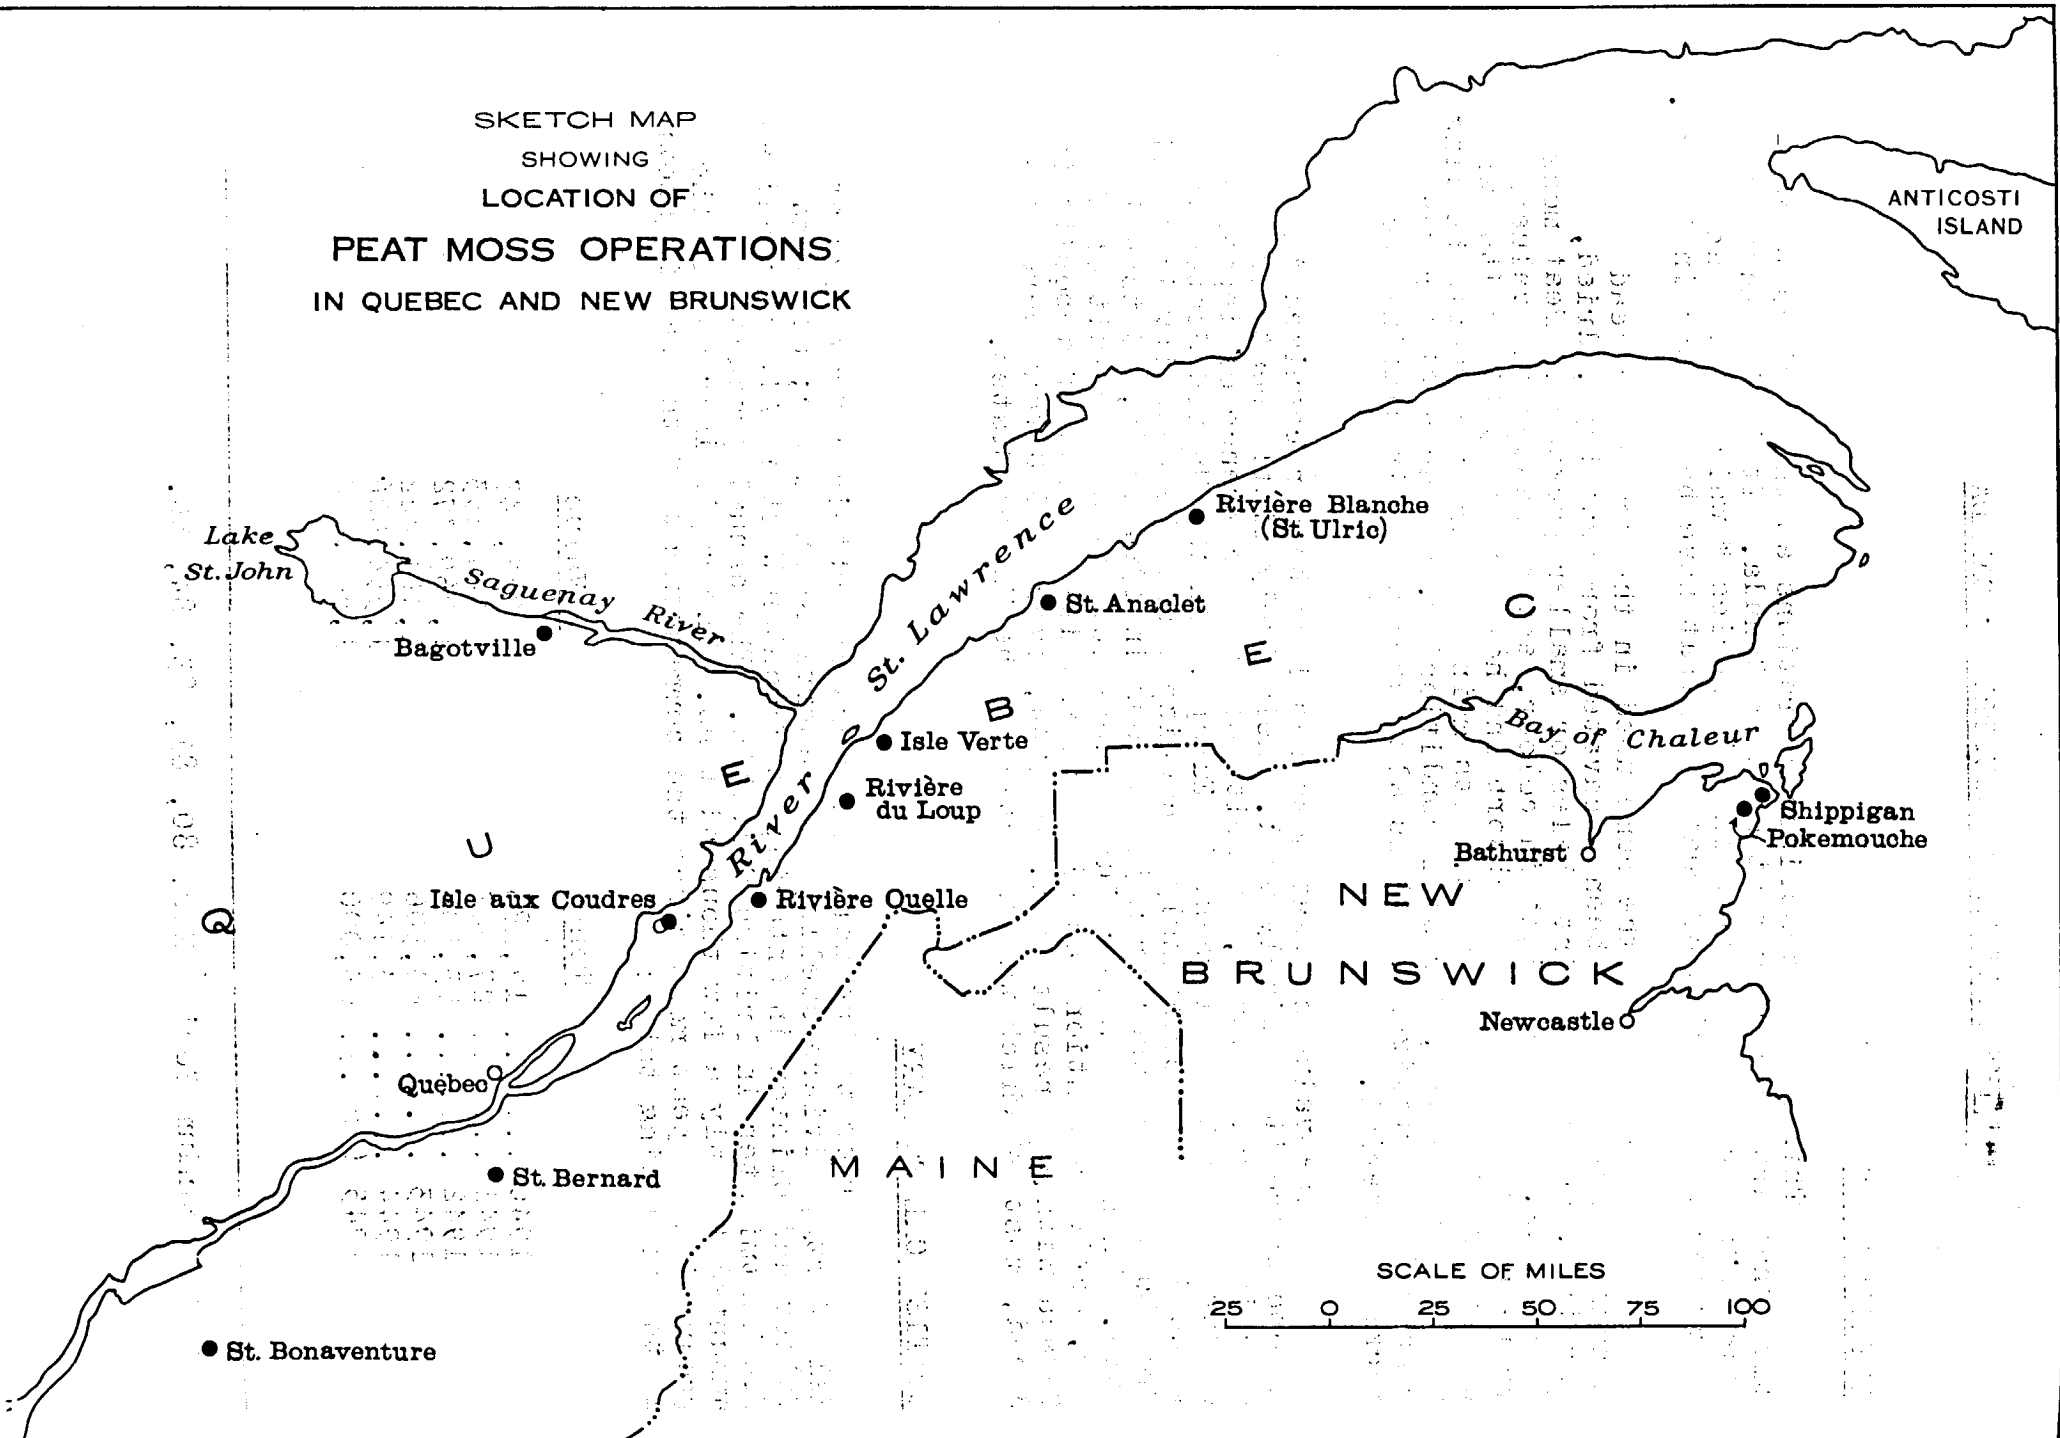 SKETCH MAP
SHOWING
LOCATION OF
PEAT MOSS OPERATIONS
IN QUEBEC AND NEW BRUNSWICK
ANTICOSTI
ISLAND
Lake
St. John
Saguenay River
Bagotville
St. Lawrence
River
Rivière Blanche
(St. Ulric)
St. Anaclet
Isle Verte
Rivière
du Loup
Isle aux Coudres
Rivière Ouelle
QUEBEC
Bay of Chaleur
Shippigan
Pokemouche
Bathurst
NEW
BRUNSWICK
Newcastle
Quebec
St. Bernard
MAINE
St. Bonaventure
SCALE OF MILES
25 0 25 50 75 100